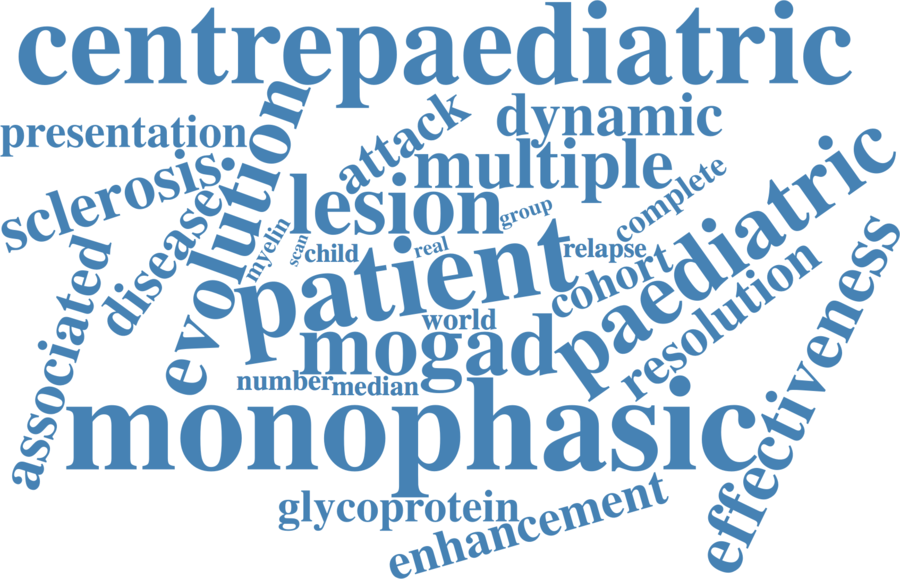 centrepaediatric
presentation
evolution
attack
dynamic
multiple
sclerosis
disease
lesion
group
complete
paediatric
myelin
scan
child
real
relapse
patient
cohort
associated
world
resolution
effectiveness
mogad
number
median
monophasic
glycoprotein
enhancement